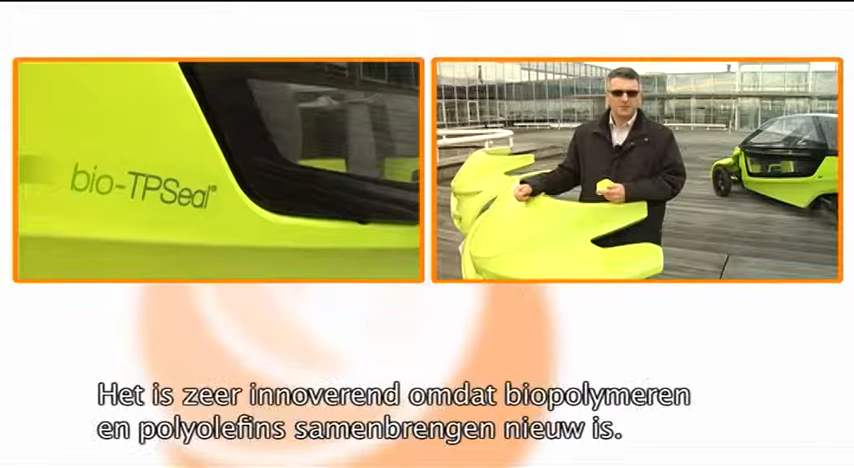 bio-TPSeal®
Het is zeer innoverend omdat biopolymeren
en polyolefins samenbrengen nieuw is.